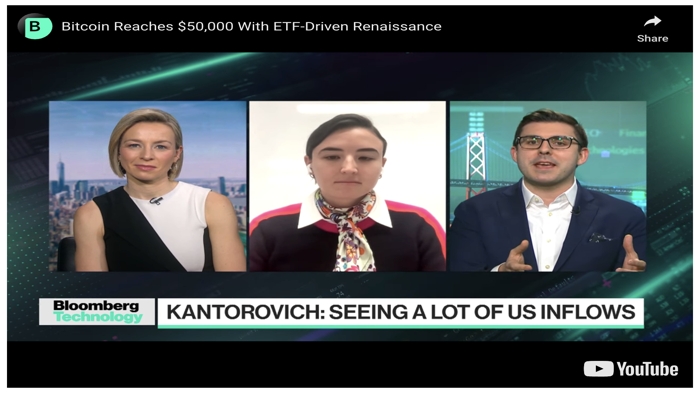 B
Bitcoin Reaches $50,000 With ETF-Driven Renaissance
Share
Bloomberg
Technology
KANTOROVICH: SEEING A LOT OF US INFLOWS
YouTube